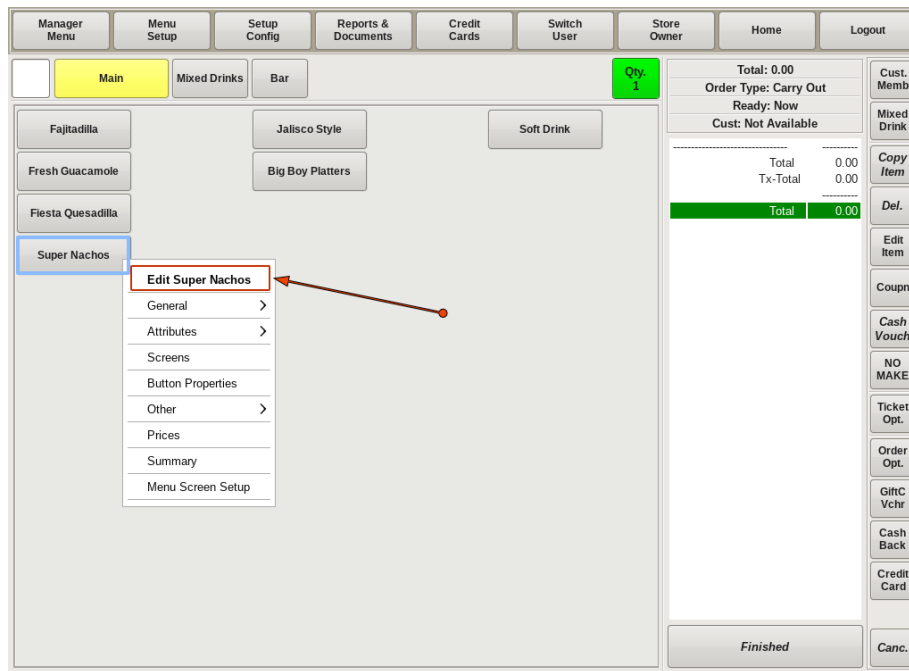 Manager
Menu
Menu
Setup
Setup
Config
Reports &
Documents
Credit
Cards
Switch
User
Store
Owner
Home
Logout
Main
Mixed Drinks
Bar
Qty.
1
Fajitadilla
Jalisco Style
Soft Drink
Fresh Guacamole
Big Boy Platters
Fiesta Quesadilla
Super Nachos
Edit Super Nachos
General
Attributes
Screens
Button Properties
Other
Prices
Summary
Menu Screen Setup
Total: 0.00
Order Type: Carry Out
Ready: Now
Cust: Not Available
-------------------------------- ----------
Total 0.00
Tx-Total 0.00
----------
Total 0.00
Finished
Cust.
Memb
Mixed
Drink
Copy
Item
Del.
Edit
Item
Coupn
Cash
Vouch
NO
MAKE
Ticket
Opt.
Order
Opt.
GiftC
Vchr
Cash
Back
Credit
Card
Canc.